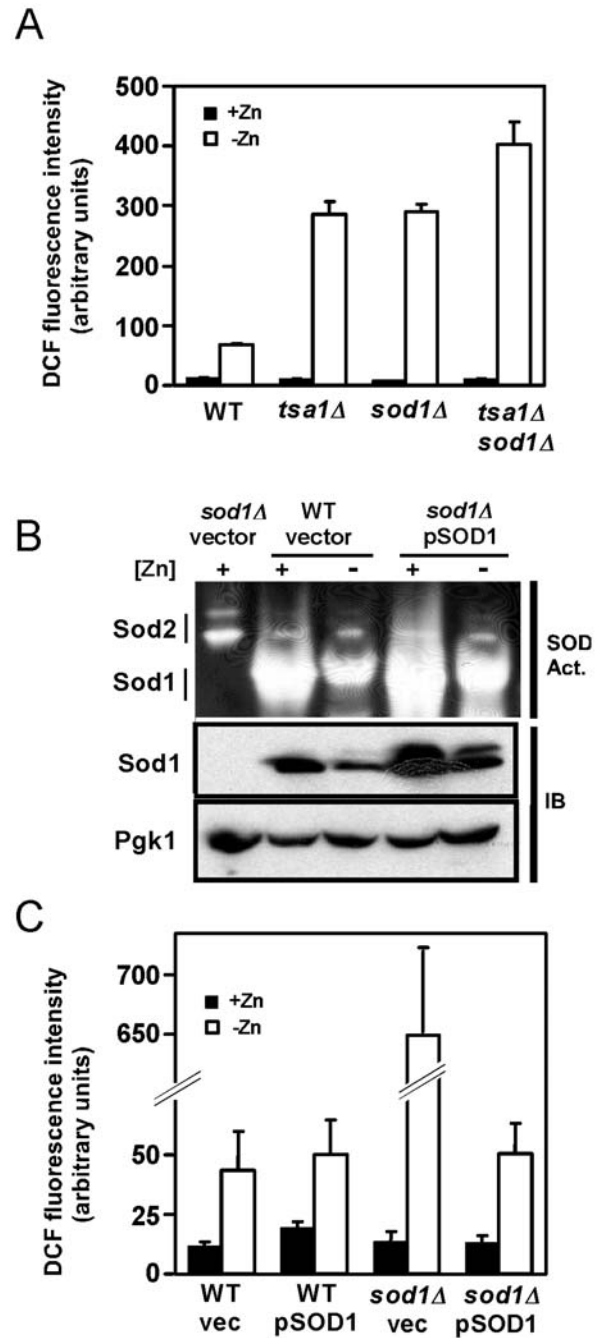 A
DCF fluorescence intensity
(arbitrary units)
500
400
300
200
100
0
+Zn
-Zn
WT
tsa1Δ
sod1Δ
tsa1Δ
sod1Δ
B
sod1Δ
vector
WT
vector
sod1Δ
pSOD1
[Zn] + + - + -
Sod2
Sod1
SOD
Act.
Sod1
Pgk1
IB
C
DCF fluorescence intensity
(arbitrary units)
700
650
50
25
0
+Zn
-Zn
WT
vec
WT
pSOD1
sod1Δ
vec
sod1Δ
pSOD1